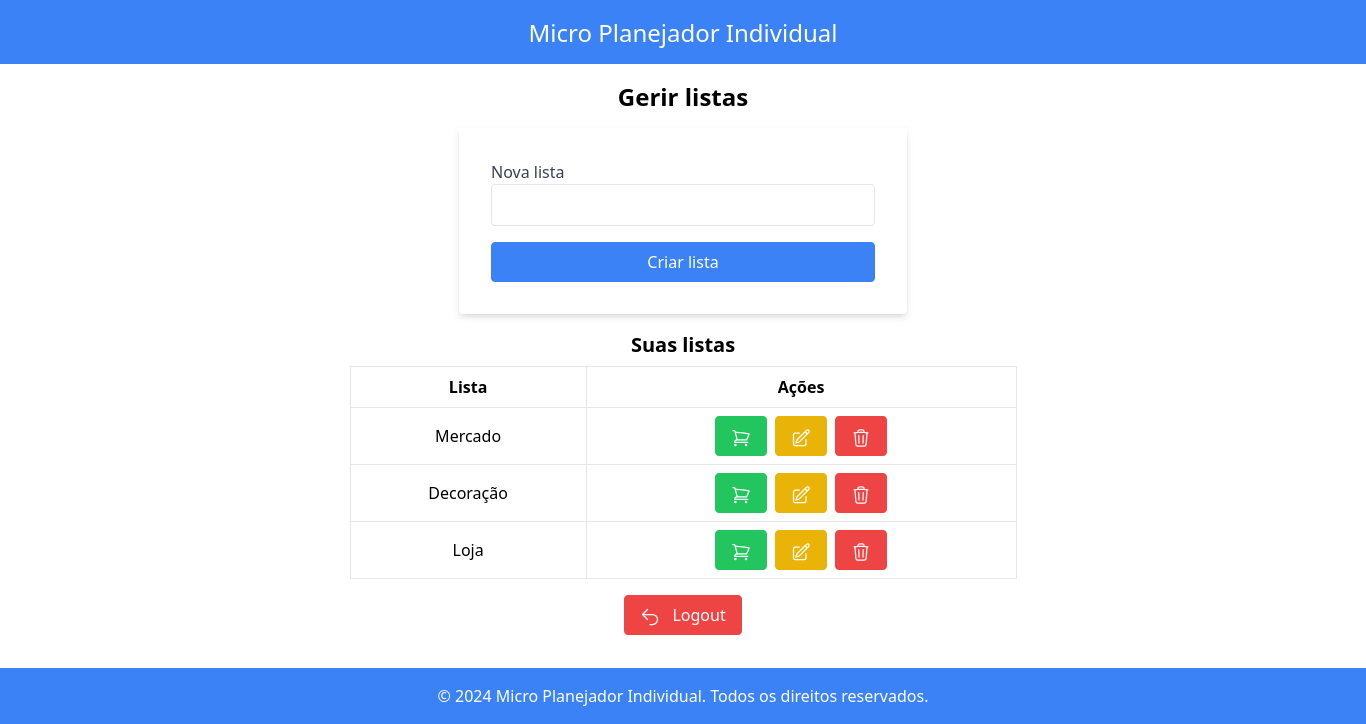 Micro Planejador Individual
Gerir listas
Nova lista
Criar lista
Suas listas
Lista Ações
Mercado
Decoração
Loja
Logout
© 2024 Micro Planejador Individual. Todos os direitos reservados.